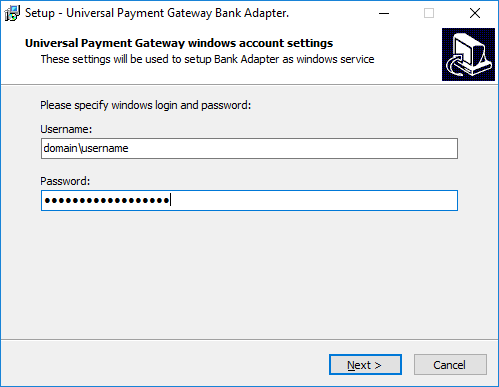 Setup - Universal Payment Gateway Bank Adapter.
Universal Payment Gateway windows account settings
These settings will be used to setup Bank Adapter as windows service
Please specify windows login and password:
Username:
domain\username
Password:
●●●●●●●●●●●●●●●●●●
Next >
Cancel